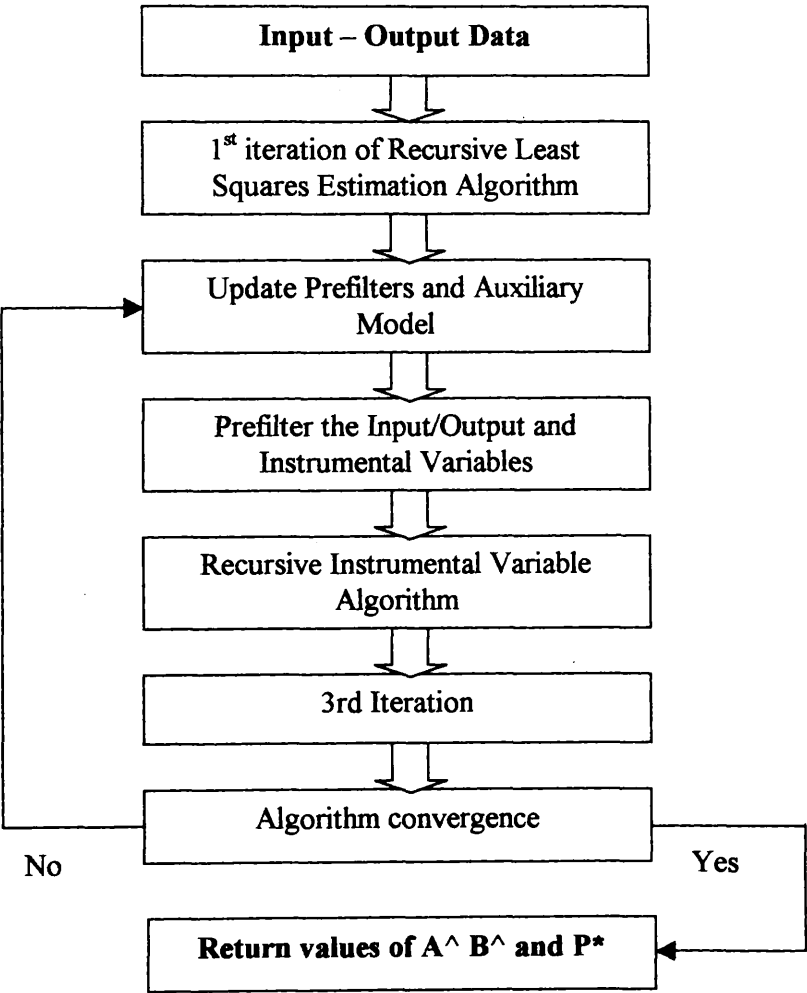 Input – Output Data
1st iteration of Recursive Least
Squares Estimation Algorithm
Update Prefilters and Auxiliary
Model
Prefilter the Input/Output and
Instrumental Variables
Recursive Instrumental Variable
Algorithm
3rd Iteration
Algorithm convergence
No
Yes
Return values of A^ B^ and P*